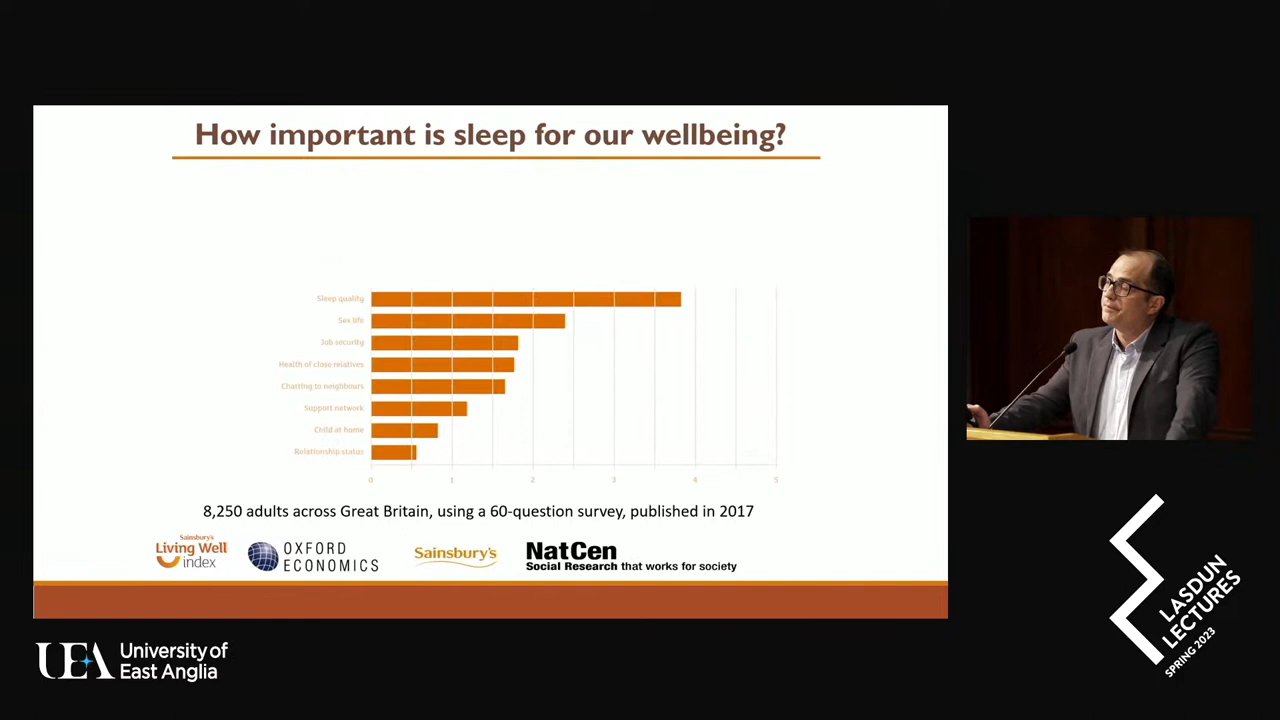 How important is sleep for our wellbeing?
Sleep quality
Sex life
Job security
Health of close relatives
Chatting to neighbours
Support network
Child at home
Relationship status
0 1 2 3 4 5
8,250 adults across Great Britain, using a 60-question survey, published in 2017
Sainsbury's
Living Well
index
OXFORD
ECONOMICS
Sainsbury's
NatCen
Social Research that works for society
UEA
University of
East Anglia
LASDUN
LECTURES
SPRING 2023